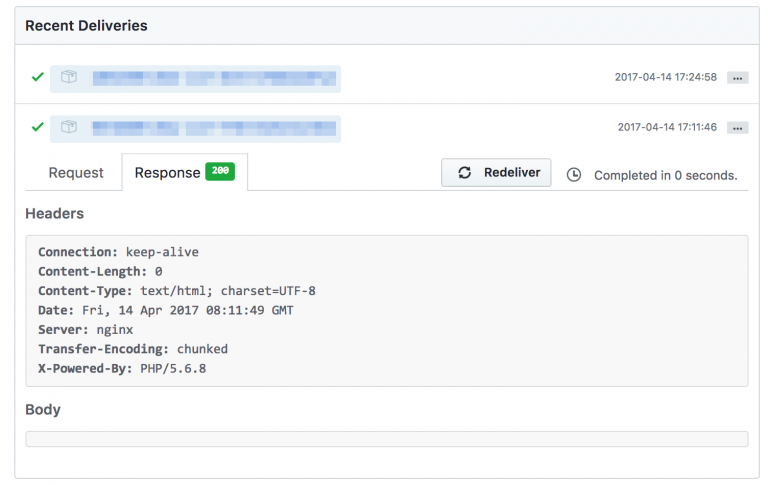 Recent Deliveries
2017-04-14 17:24:58 ...
2017-04-14 17:11:46 ...
Request Response 200 Redeliver Completed in 0 seconds.
Headers
Connection: keep-alive
Content-Length: 0
Content-Type: text/html; charset=UTF-8
Date: Fri, 14 Apr 2017 08:11:49 GMT
Server: nginx
Transfer-Encoding: chunked
X-Powered-By: PHP/5.6.8
Body